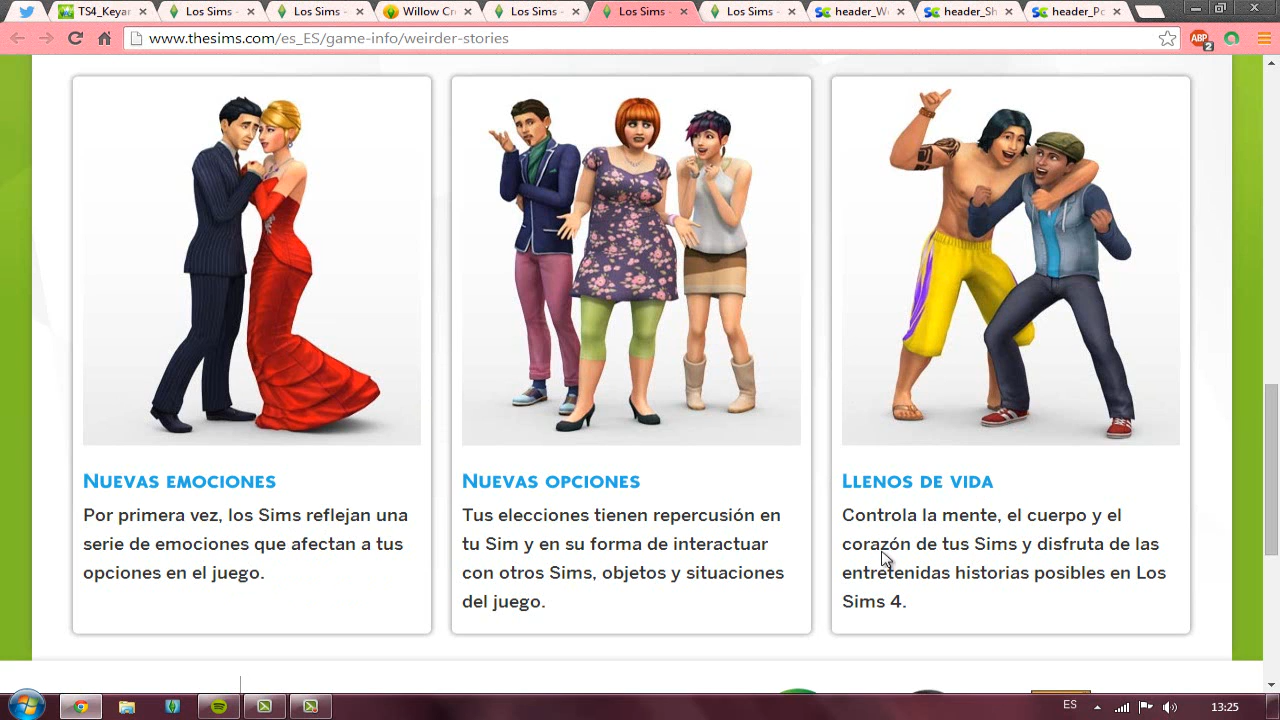 TS4_Keyar
Los Sims -
Los Sims -
Willow Cr
Los Sims -
Los Sims -
Los Sims -
header_W
header_Sh
header_Po
www.thesims.com/es_ES/game-info/weirder-stories
ABP
2
Nuevas emociones
Por primera vez, los Sims reflejan una
serie de emociones que afectan a tus
opciones en el juego.
Nuevas opciones
Tus elecciones tienen repercusión en
tu Sim y en su forma de interactuar
con otros Sims, objetos y situaciones
del juego.
Llenos de vida
Controla la mente, el cuerpo y el
corazón de tus Sims y disfruta de las
entretenidas historias posibles en Los
Sims 4.
ES
13:25